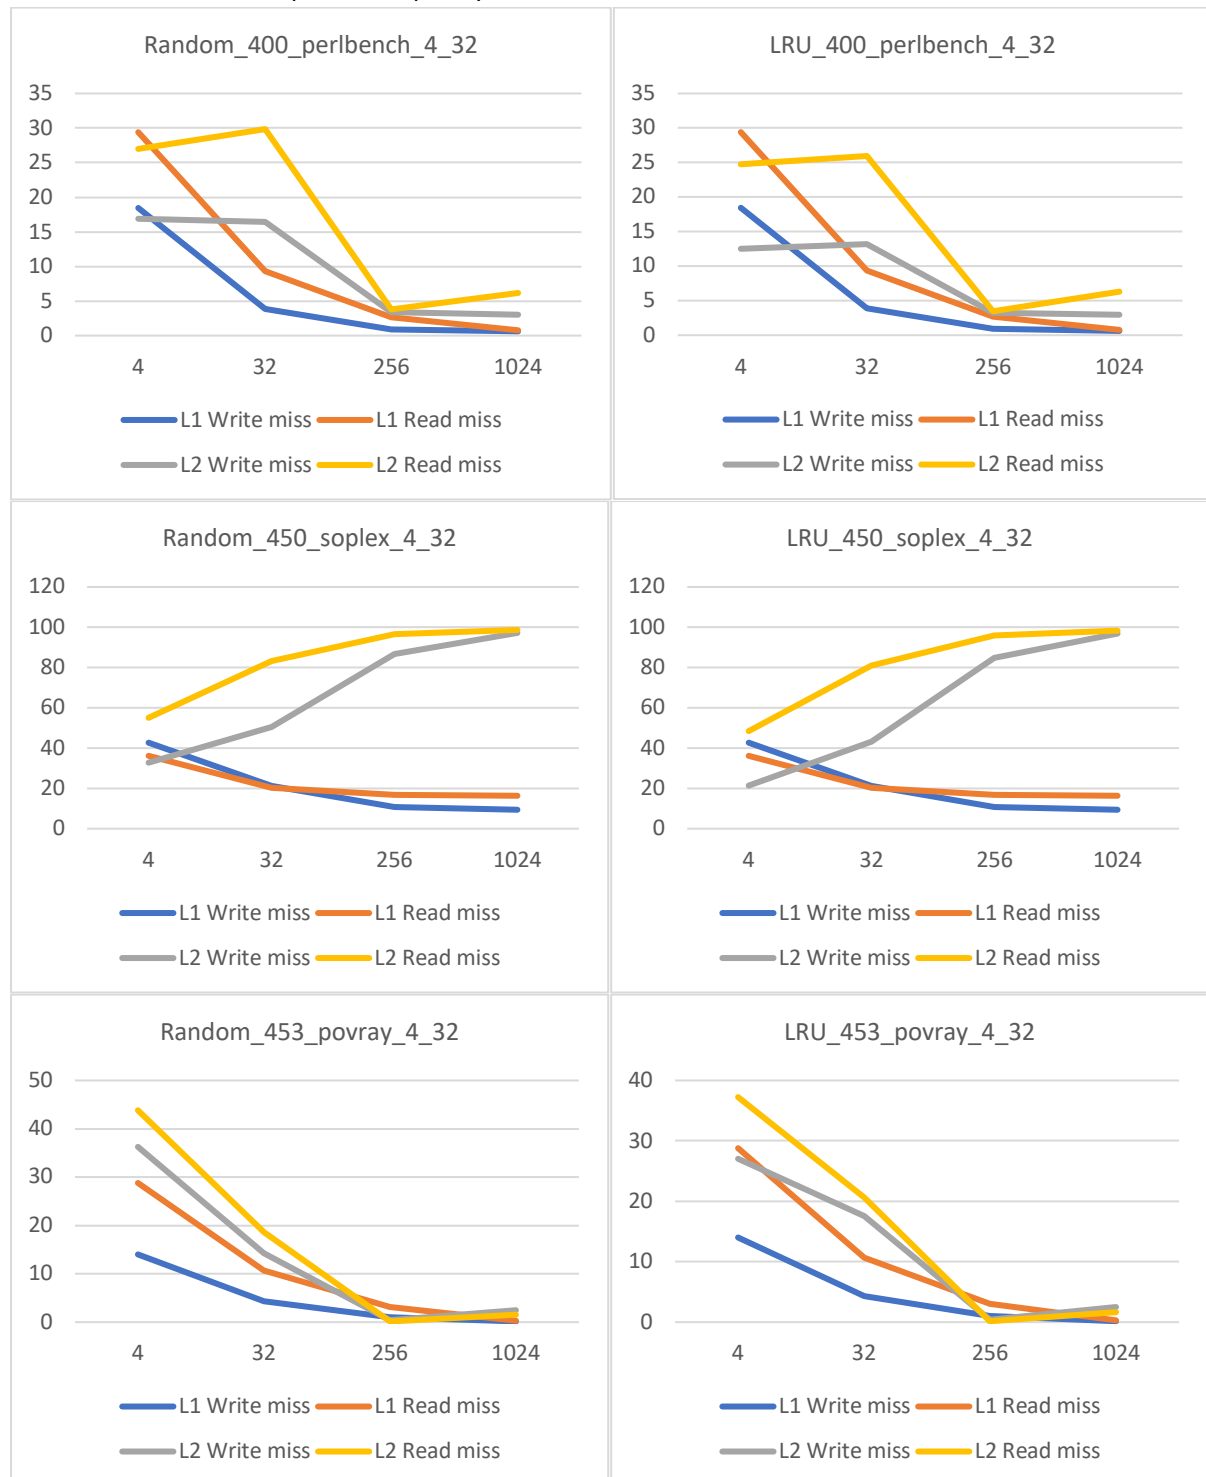 Random_400_perlbench_4_32
35
30
25
20
15
10
5
0
4 32 256 1024
L1 Write miss L1 Read miss
L2 Write miss L2 Read miss
LRU_400_perlbench_4_32
35
30
25
20
15
10
5
0
4 32 256 1024
L1 Write miss L1 Read miss
L2 Write miss L2 Read miss
Random_450_soplex_4_32
120
100
80
60
40
20
0
4 32 256 1024
L1 Write miss L1 Read miss
L2 Write miss L2 Read miss
LRU_450_soplex_4_32
120
100
80
60
40
20
0
4 32 256 1024
L1 Write miss L1 Read miss
L2 Write miss L2 Read miss
Random_453_povray_4_32
50
40
30
20
10
0
4 32 256 1024
L1 Write miss L1 Read miss
L2 Write miss L2 Read miss
LRU_453_povray_4_32
40
30
20
10
0
4 32 256 1024
L1 Write miss L1 Read miss
L2 Write miss L2 Read miss